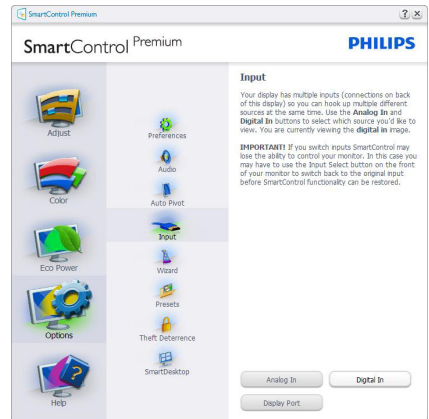 SmartControl Premium
SmartControl Premium
PHILIPS
Adjust
Color
Eco Power
Options
Help
Preferences
Audio
Auto Pivot
Input
Wizard
Presets
Theft Deterrence
SmartDesktop
Input
Your display has multiple inputs (connections on back
of this display) so you can hook up multiple different
sources at the same time. Use the Analog In and
Digital In buttons to select which source you'd like to
view. You are currently viewing the digital in image.
IMPORTANT! If you switch inputs SmartControl may
lose the ability to control your monitor. In this case you
may have to use the Input Select button on the front
of your monitor to switch back to the original input
before SmartControl functionality can be restored.
Analog In
Digital In
Display Port